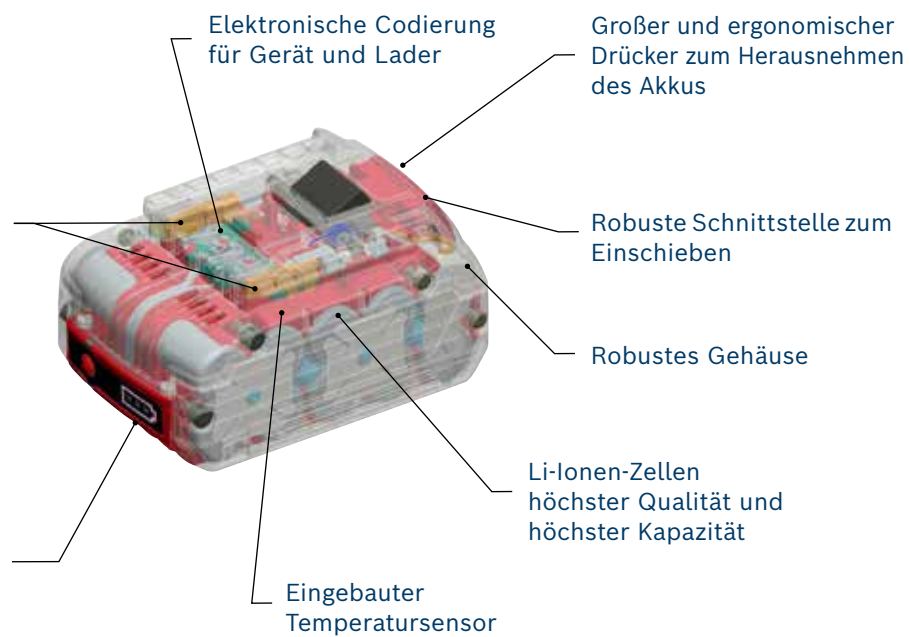 Elektronische Codierung
für Gerät und Lader
Großer und ergonomischer
Drücker zum Herausnehmen
des Akkus
Robuste Schnittstelle zum
Einschieben
Robustes Gehäuse
Li-Ionen-Zellen
höchster Qualität und
höchster Kapazität
Eingebauter
Temperatursensor